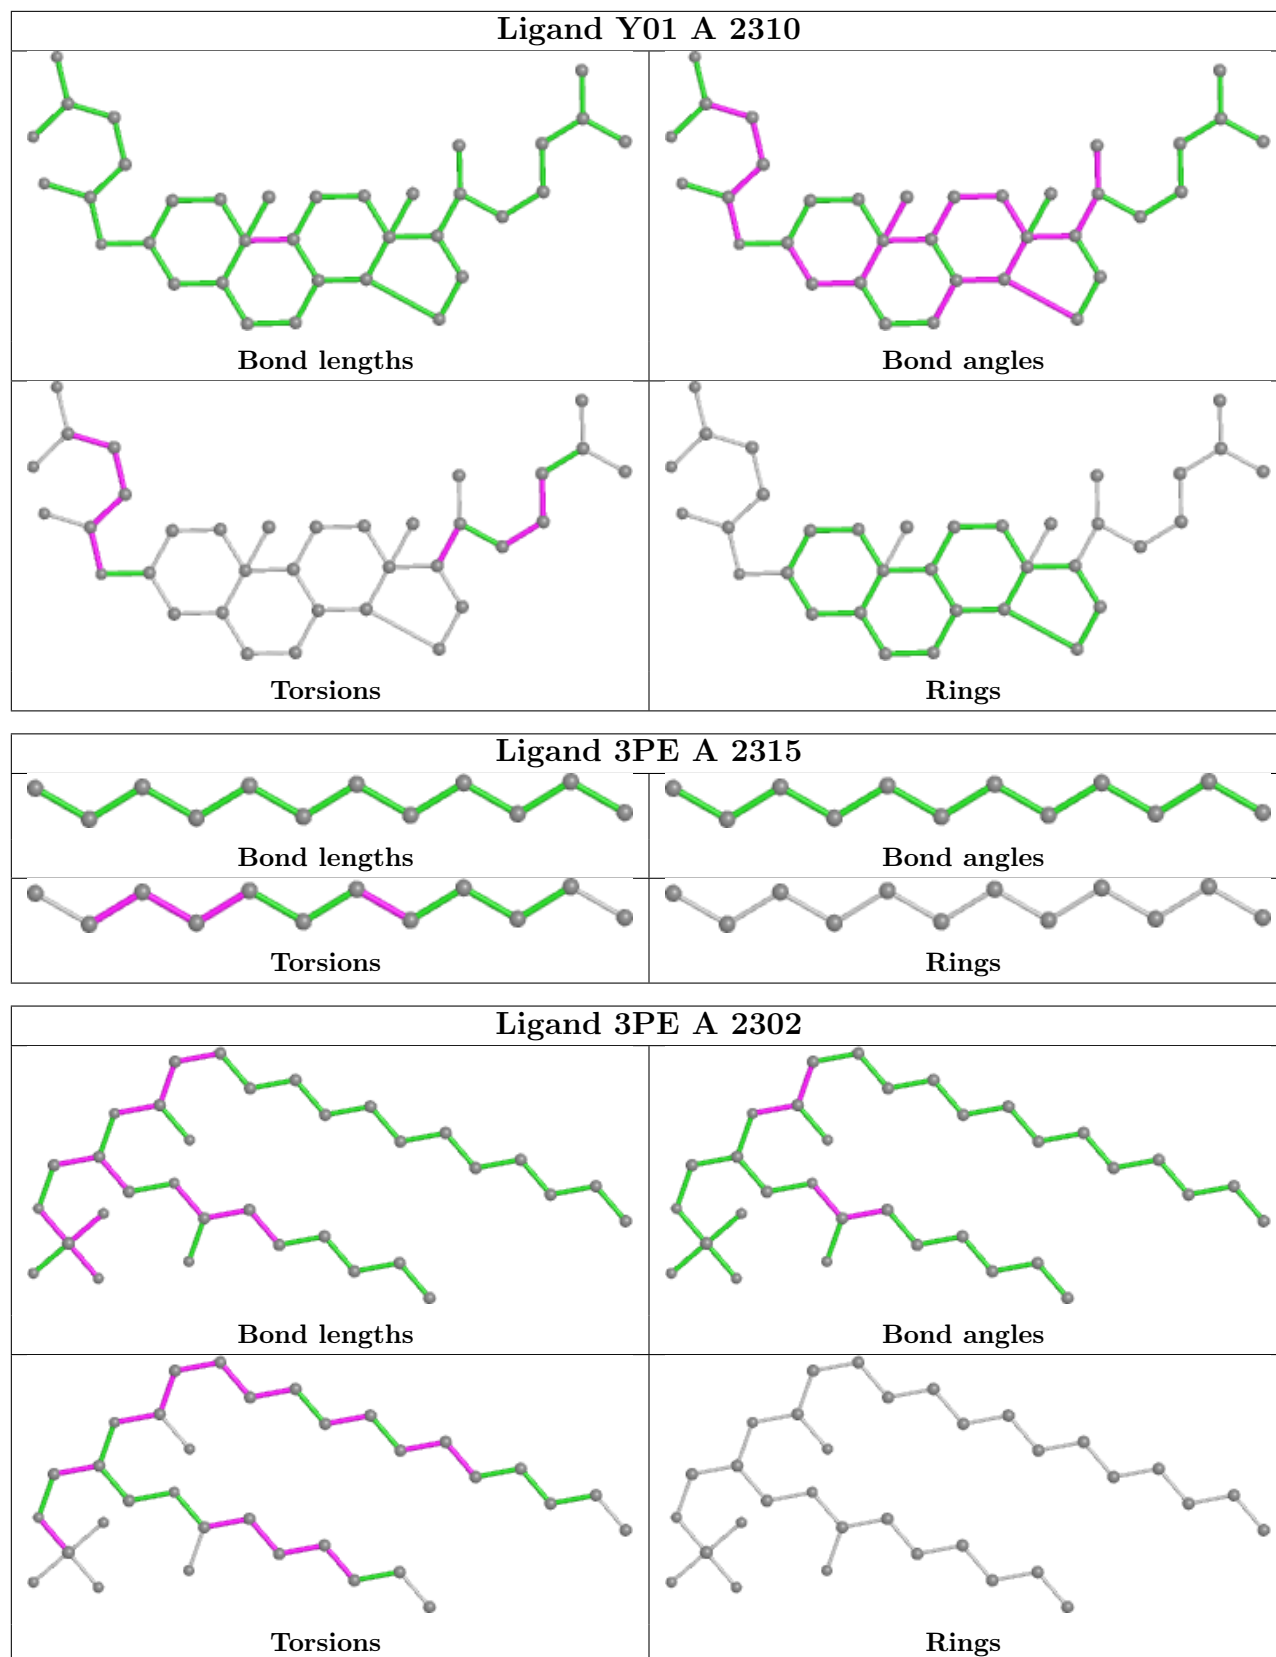 Ligand Y01 A 2310
Bond lengths
Bond angles
Torsions
Rings
Ligand 3PE A 2315
Bond lengths
Bond angles
Torsions
Rings
Ligand 3PE A 2302
Bond lengths
Bond angles
Torsions
Rings